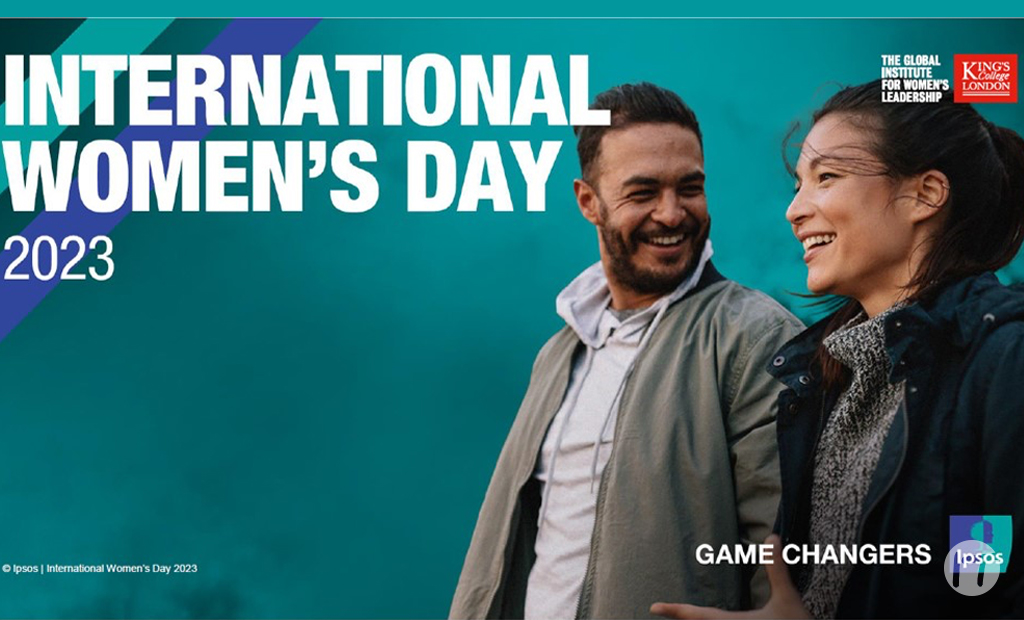 INTERNATIONAL
WOMEN'S DAY
2023
THE GLOBAL
INSTITUTE
FOR WOMEN'S
LEADERSHIP
KING'S
College
LONDON
GAME CHANGERS
Ipsos
© Ipsos | International Women's Day 2023